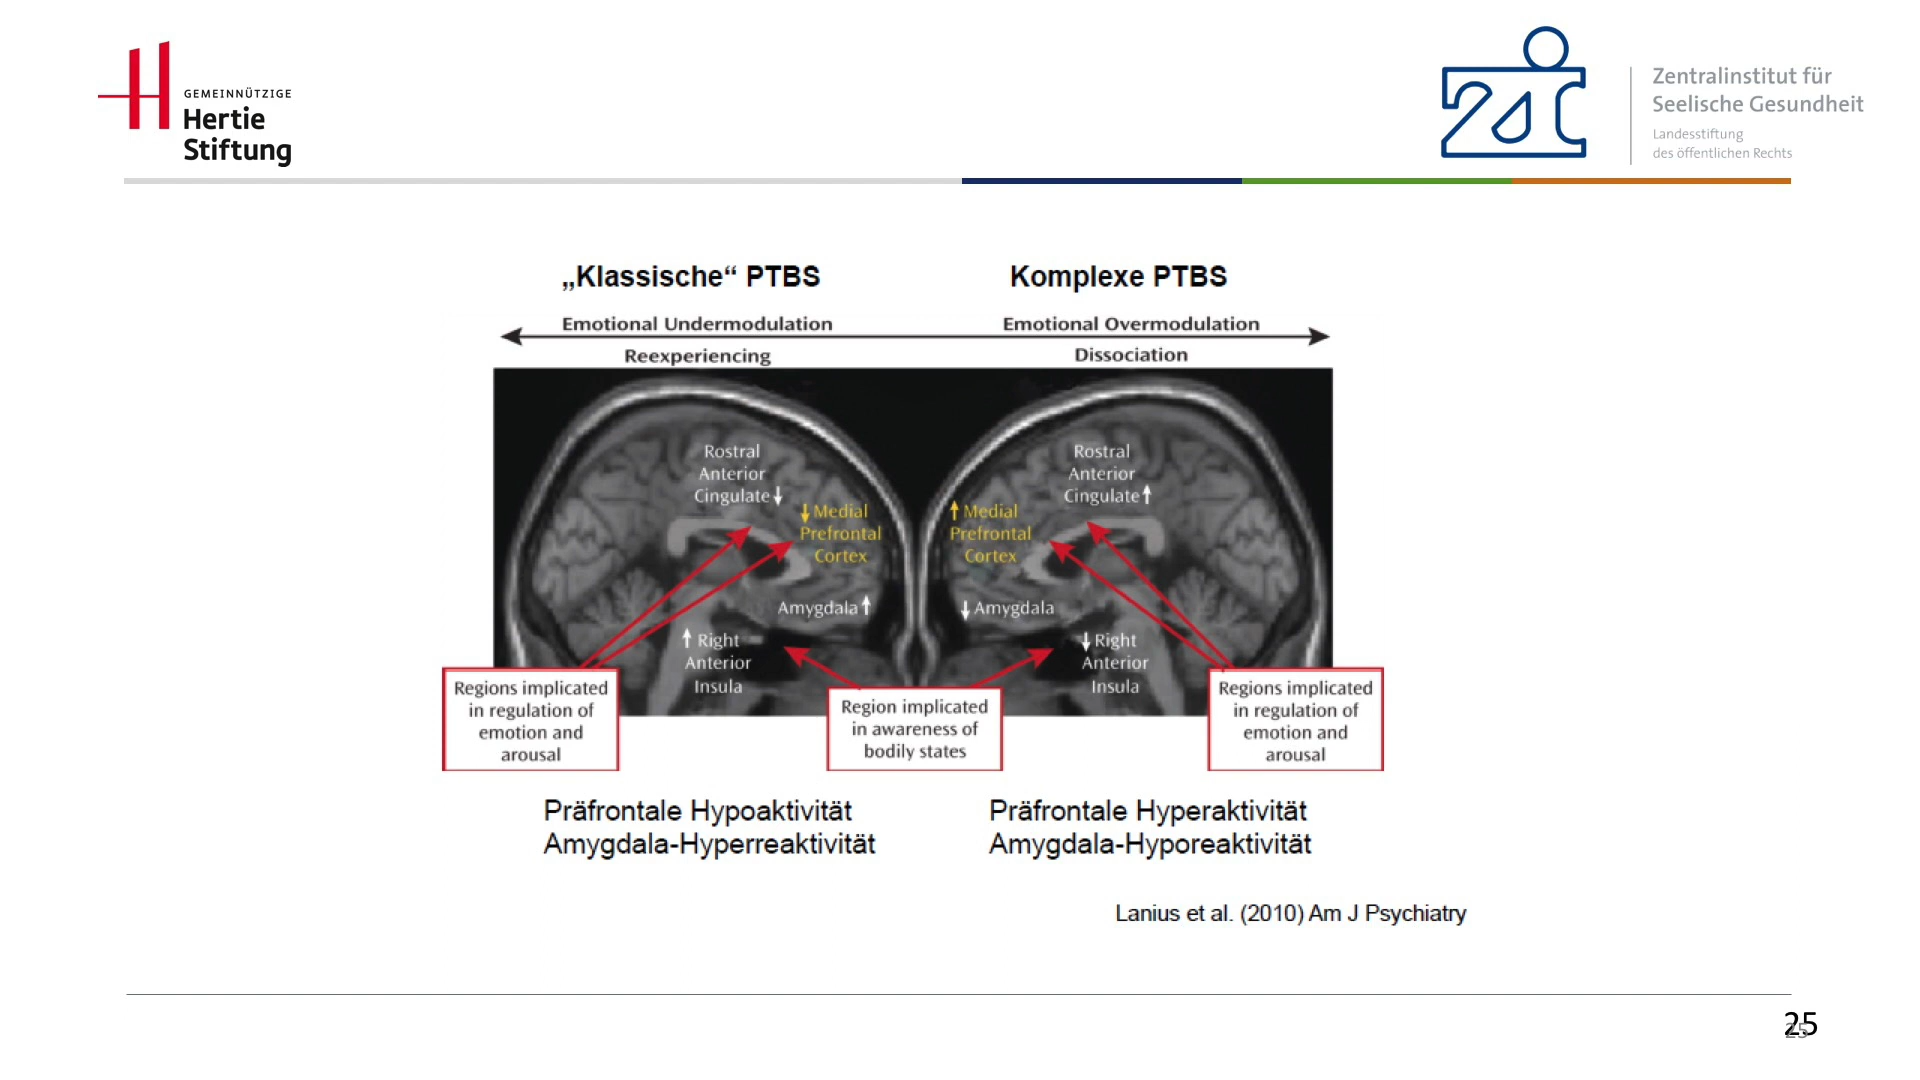 GEMEINNÜTZIGE
Hertie
Stiftung
Zentralinstitut für
Seelische Gesundheit
Landesstiftung
des öffentlichen Rechts
„Klassische“ PTBS
Komplexe PTBS
Emotional Undermodulation
Emotional Overmodulation
Reexperiencing
Dissociation
Rostral
Anterior
Cingulate↓
↓Medial
Prefrontal
Cortex
Amygdala↑
↑Right
Anterior
Insula
Rostral
Anterior
Cingulate↑
↑Medial
Prefrontal
Cortex
↓Amygdala
↓Right
Anterior
Insula
Regions implicated
in regulation of
emotion and
arousal
Region implicated
in awareness of
bodily states
Regions implicated
in regulation of
emotion and
arousal
Präfrontale Hypoaktivität
Amygdala-Hyperreaktivität
Präfrontale Hyperaktivität
Amygdala-Hyporeaktivität
Lanius et al. (2010) Am J Psychiatry
25
25